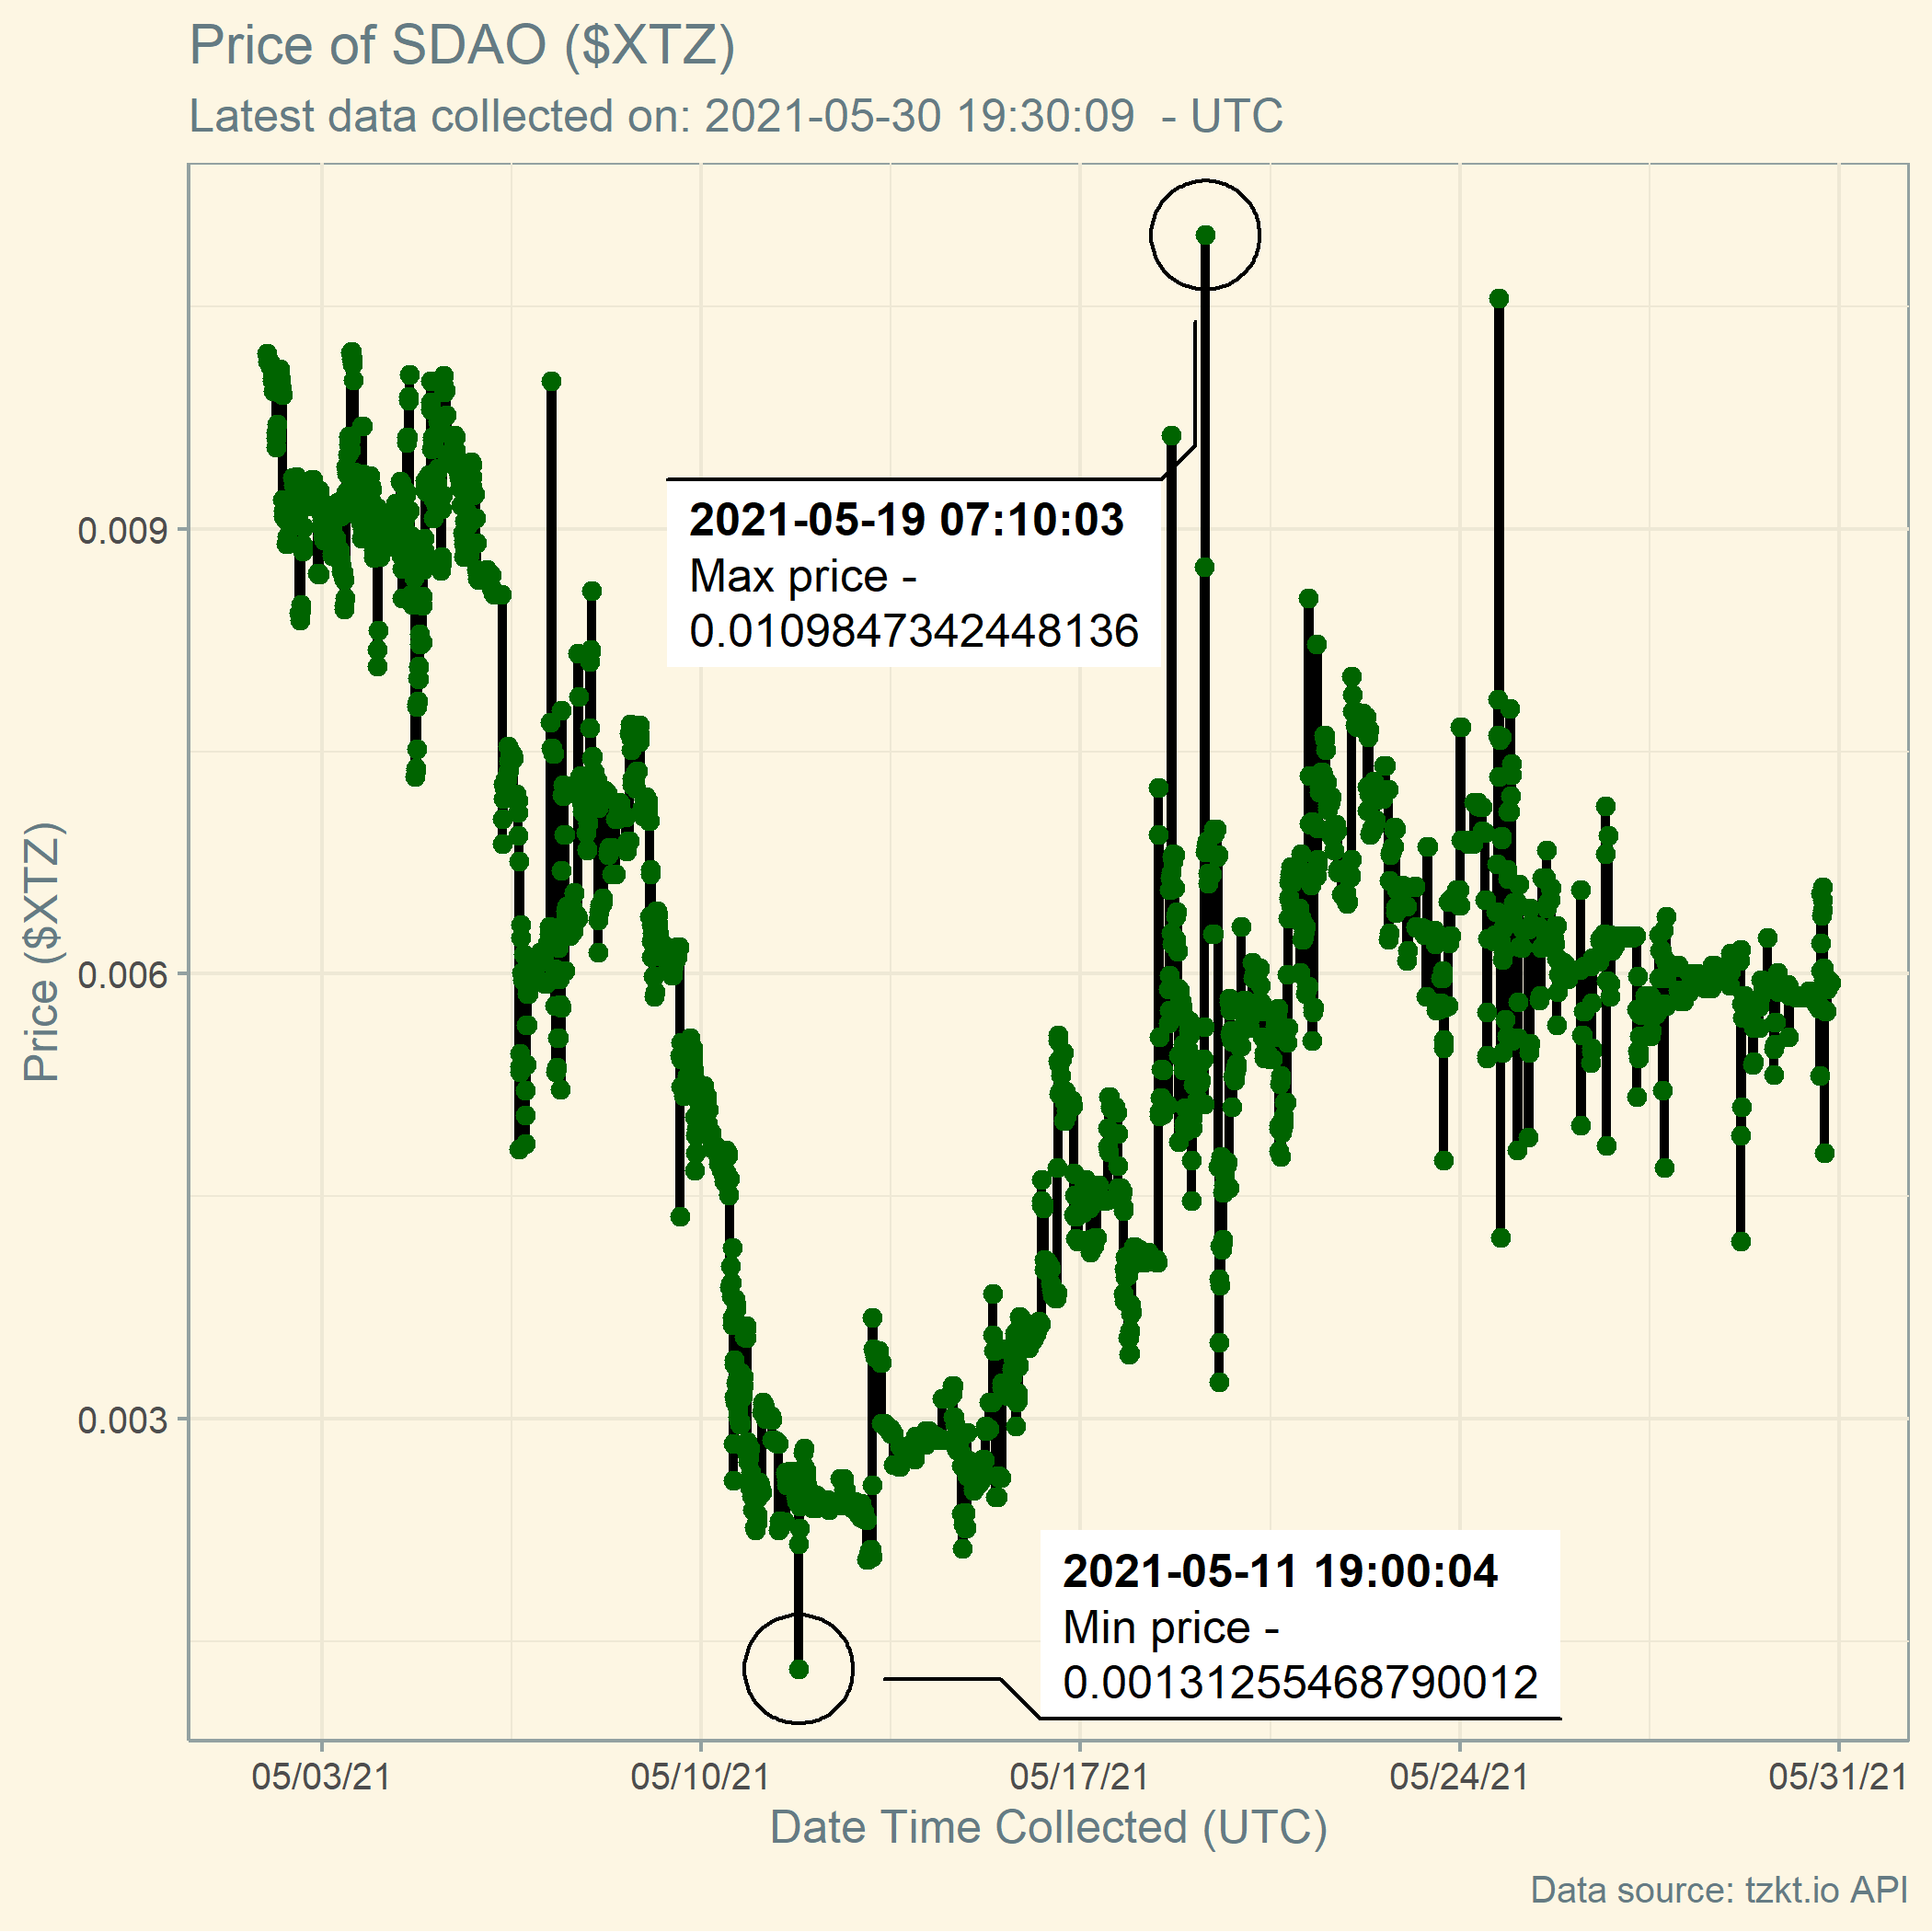 Price of SDAO ($XTZ)
Latest data collected on: 2021-05-30 19:30:09  - UTC
2021-05-19 07:10:03
Max price -
0.0109847342448136
0.009
0.006
0.003
Price ($XTZ)
2021-05-11 19:00:04
Min price -
0.00131255468790012
05/03/21
05/10/21
05/17/21
05/24/21
05/31/21
Date Time Collected (UTC)
Data source: tzkt.io API